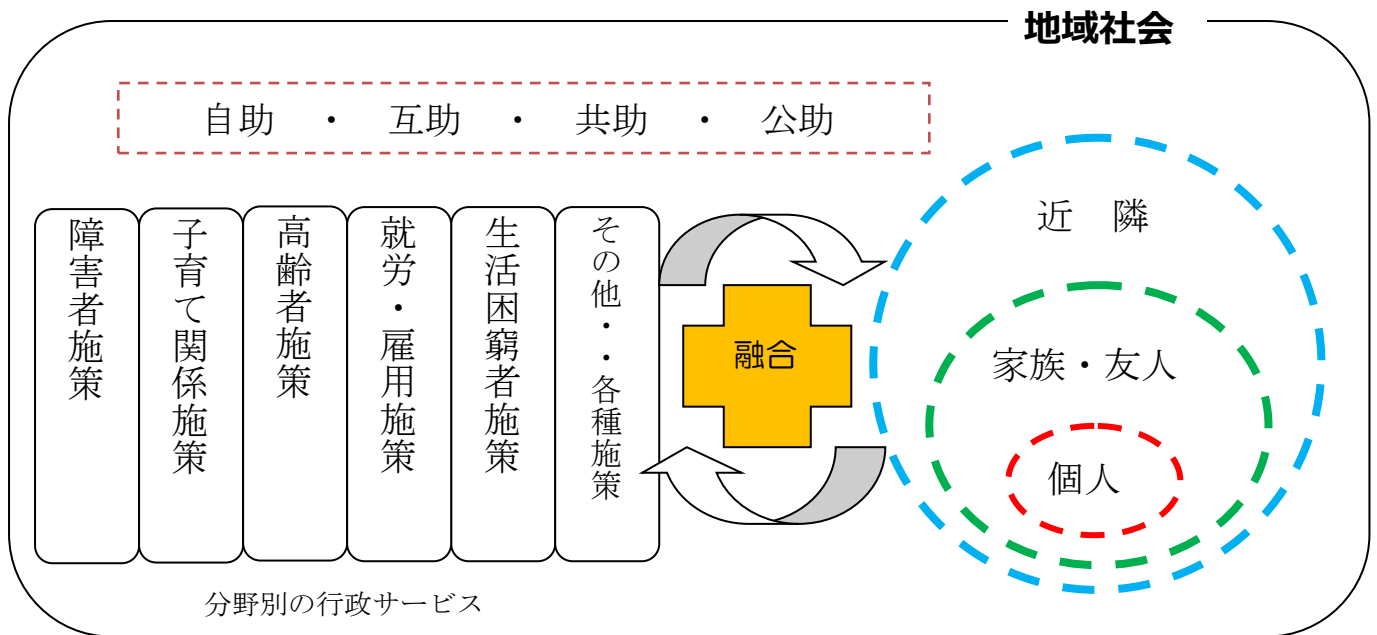 地域社会
自助 ・ 互助 ・ 共助 ・ 公助
障害者施策
子育て関係施策
高齢者施策
就労・雇用施策
生活困窮者施策
その他・・各種施策
融合
近 隣
家族・友人
個人
分野別の行政サービス